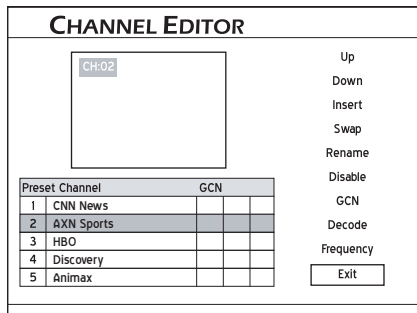 CHANNEL EDITOR
CH:02
Up
Down
Insert
Swap
Rename
Disable
GCN
Decode
Frequency
Exit
Preset Channel GCN
1 CNN News
2 AXN Sports
3 HBO
4 Discovery
5 Animax